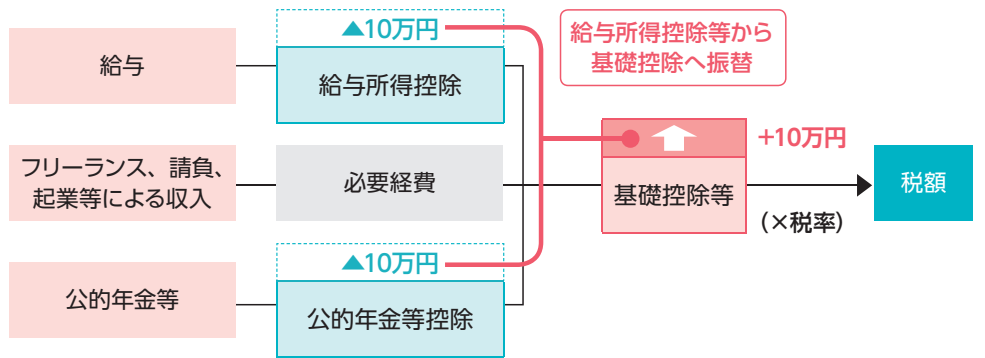 ▲10万円
給与所得控除等から
基礎控除へ振替
給与
給与所得控除
+10万円
フリーランス、請負、
起業等による収入
必要経費
基礎控除等
税額
(×税率)
▲10万円
公的年金等
公的年金等控除